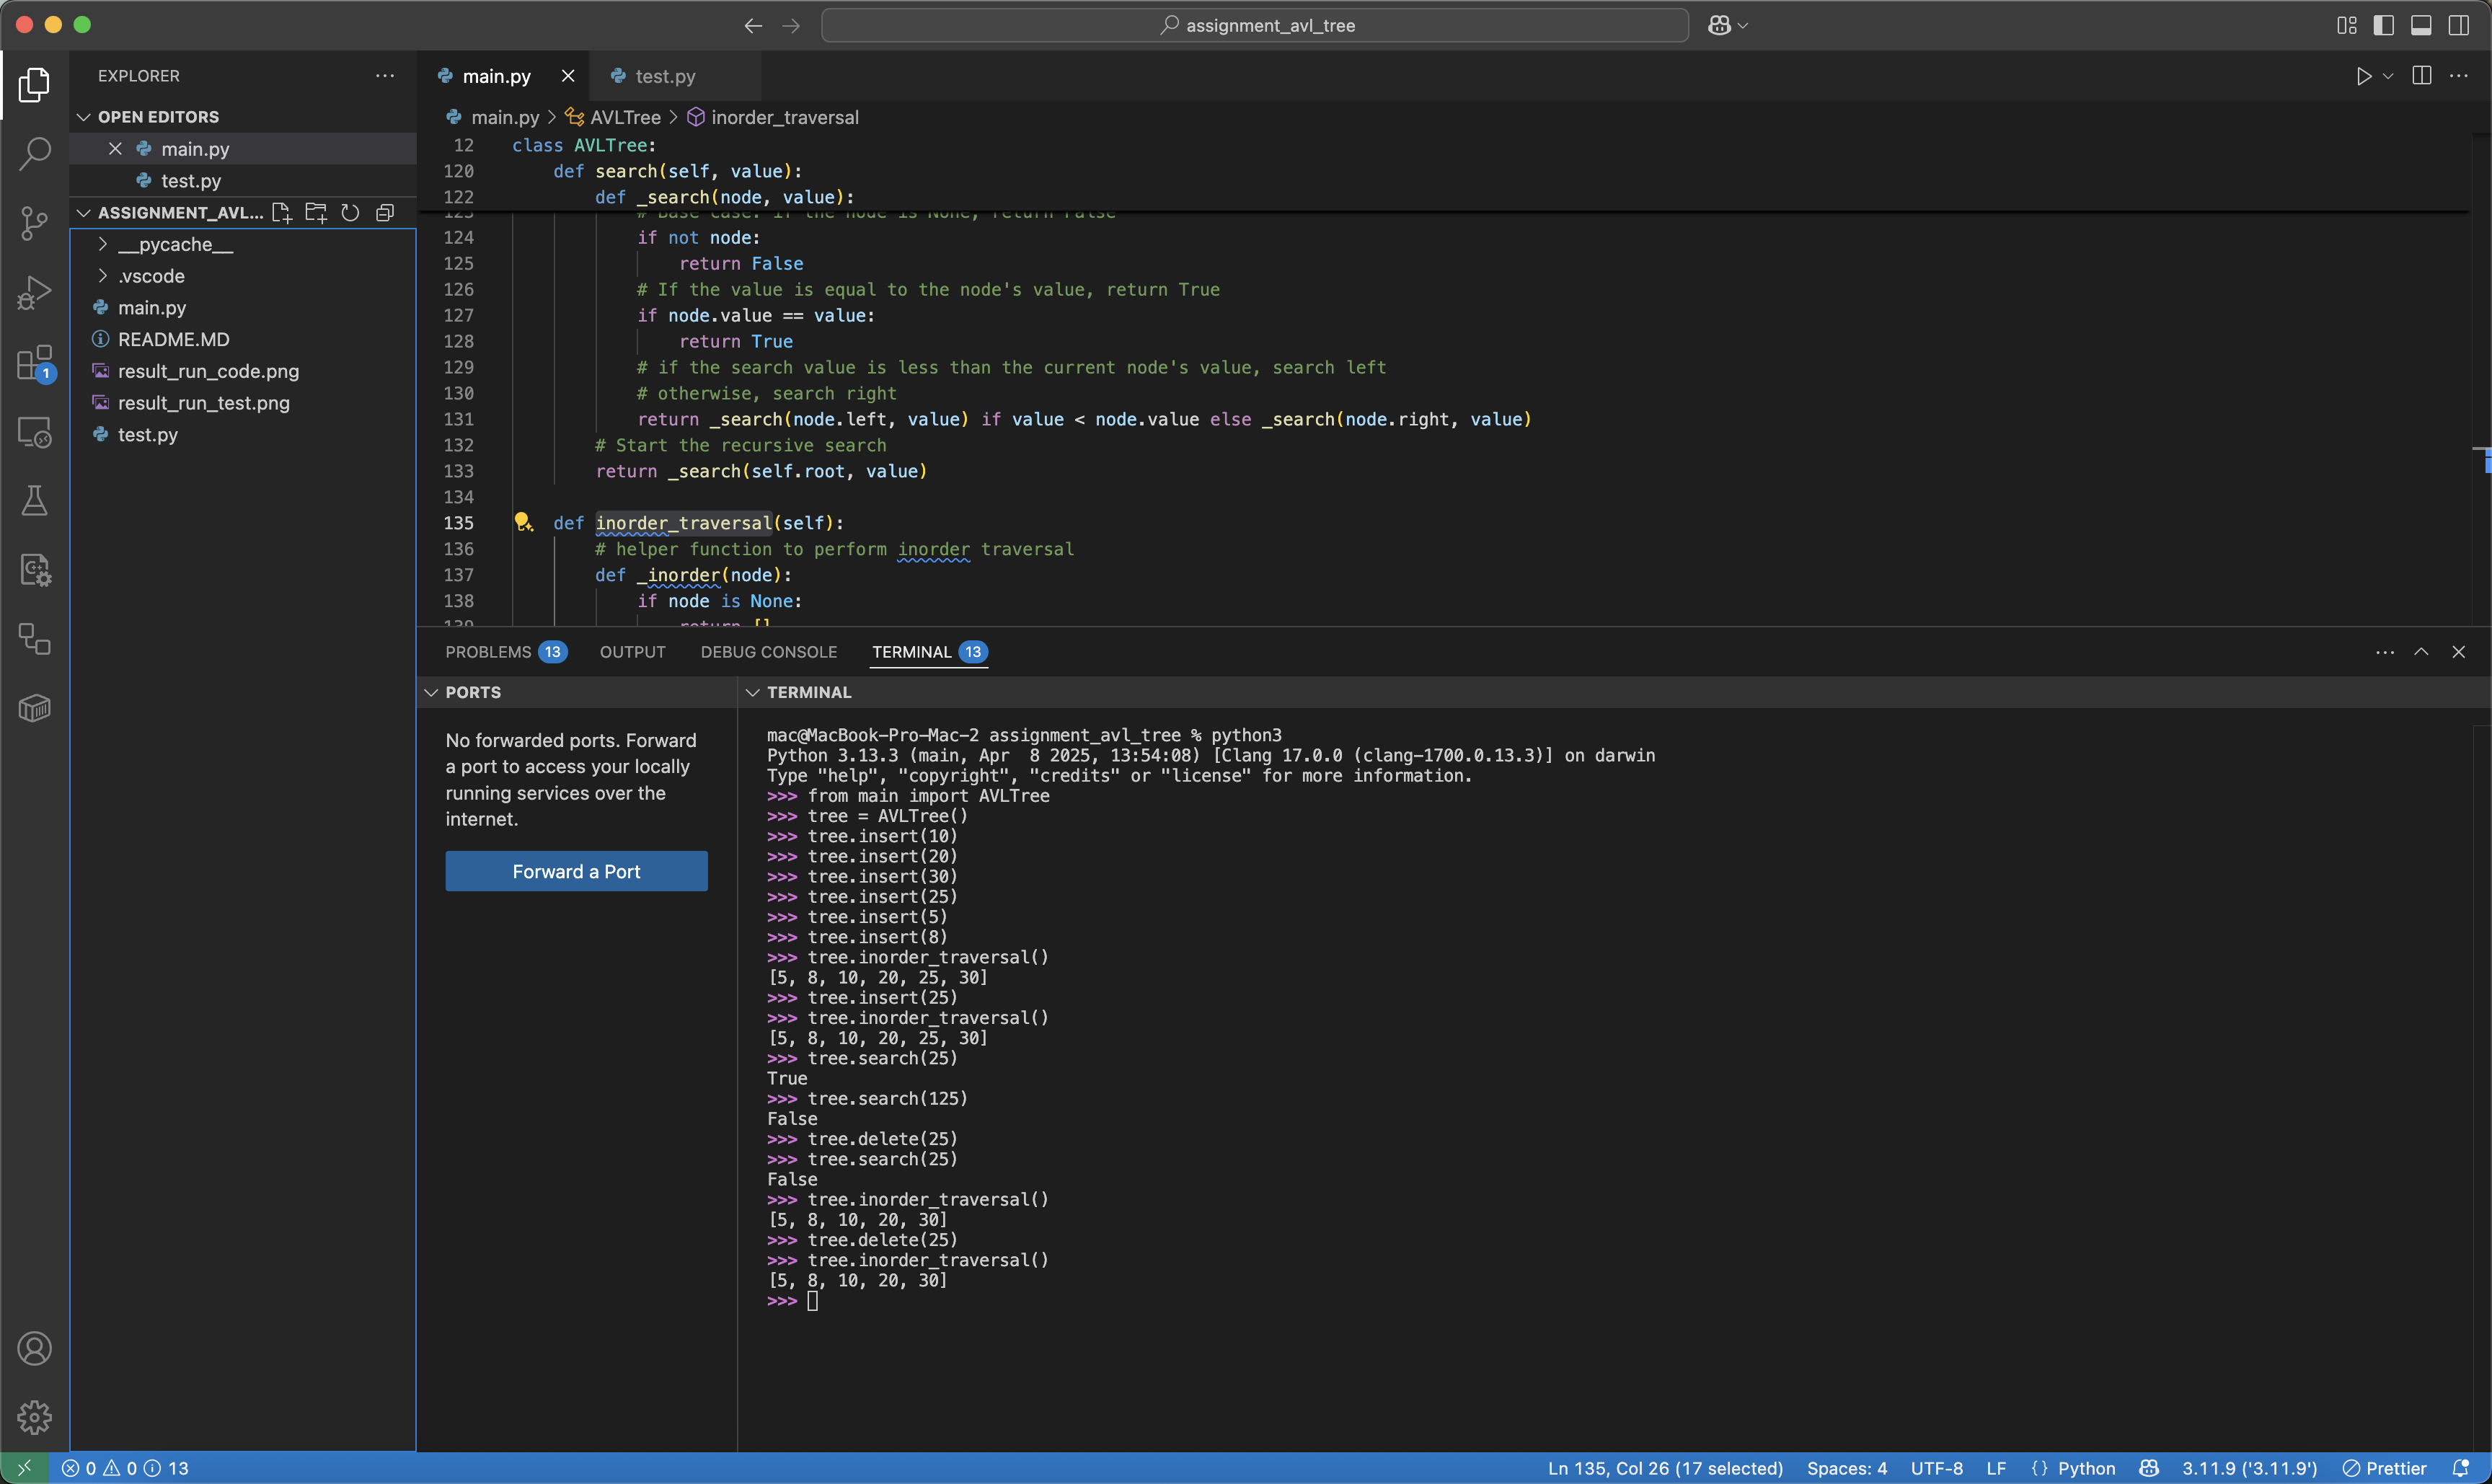 assignment_avl_tree
EXPLORER
OPEN EDITORS
main.py
test.py
ASSIGNMENT_AVL...
__pycache__
.vscode
main.py
README.MD
result_run_code.png
result_run_test.png
test.py
1
main.py
test.py
main.py > AVLTree > inorder_traversal
12 class AVLTree:
120 def search(self, value):
122 def _search(node, value):
123 # Base case: if the node is None, return False
124 if not node:
125 return False
126 # If the value is equal to the node's value, return True
127 if node.value == value:
128 return True
129 # if the search value is less than the current node's value, search left
130 # otherwise, search right
131 return _search(node.left, value) if value < node.value else _search(node.right, value)
132 # Start the recursive search
133 return _search(self.root, value)
134
135 def inorder_traversal(self):
136 # helper function to perform inorder traversal
137 def _inorder(node):
138 if node is None:
139 return []
PROBLEMS 13 OUTPUT DEBUG CONSOLE TERMINAL 13
PORTS
No forwarded ports. Forward
a port to access your locally
running services over the
internet.
Forward a Port
TERMINAL
mac@MacBook-Pro-Mac-2 assignment_avl_tree % python3
Python 3.13.3 (main, Apr  8 2025, 13:54:08) [Clang 17.0.0 (clang-1700.0.13.3)] on darwin
Type "help", "copyright", "credits" or "license" for more information.
>>> from main import AVLTree
>>> tree = AVLTree()
>>> tree.insert(10)
>>> tree.insert(20)
>>> tree.insert(30)
>>> tree.insert(25)
>>> tree.insert(5)
>>> tree.insert(8)
>>> tree.inorder_traversal()
[5, 8, 10, 20, 25, 30]
>>> tree.insert(25)
>>> tree.inorder_traversal()
[5, 8, 10, 20, 25, 30]
>>> tree.search(25)
True
>>> tree.search(125)
False
>>> tree.delete(25)
>>> tree.search(25)
False
>>> tree.inorder_traversal()
[5, 8, 10, 20, 30]
>>> tree.delete(25)
>>> tree.inorder_traversal()
[5, 8, 10, 20, 30]
>>>
0 0 13
Ln 135, Col 26 (17 selected) Spaces: 4 UTF-8 LF {} Python 3.11.9 ('3.11.9') Prettier